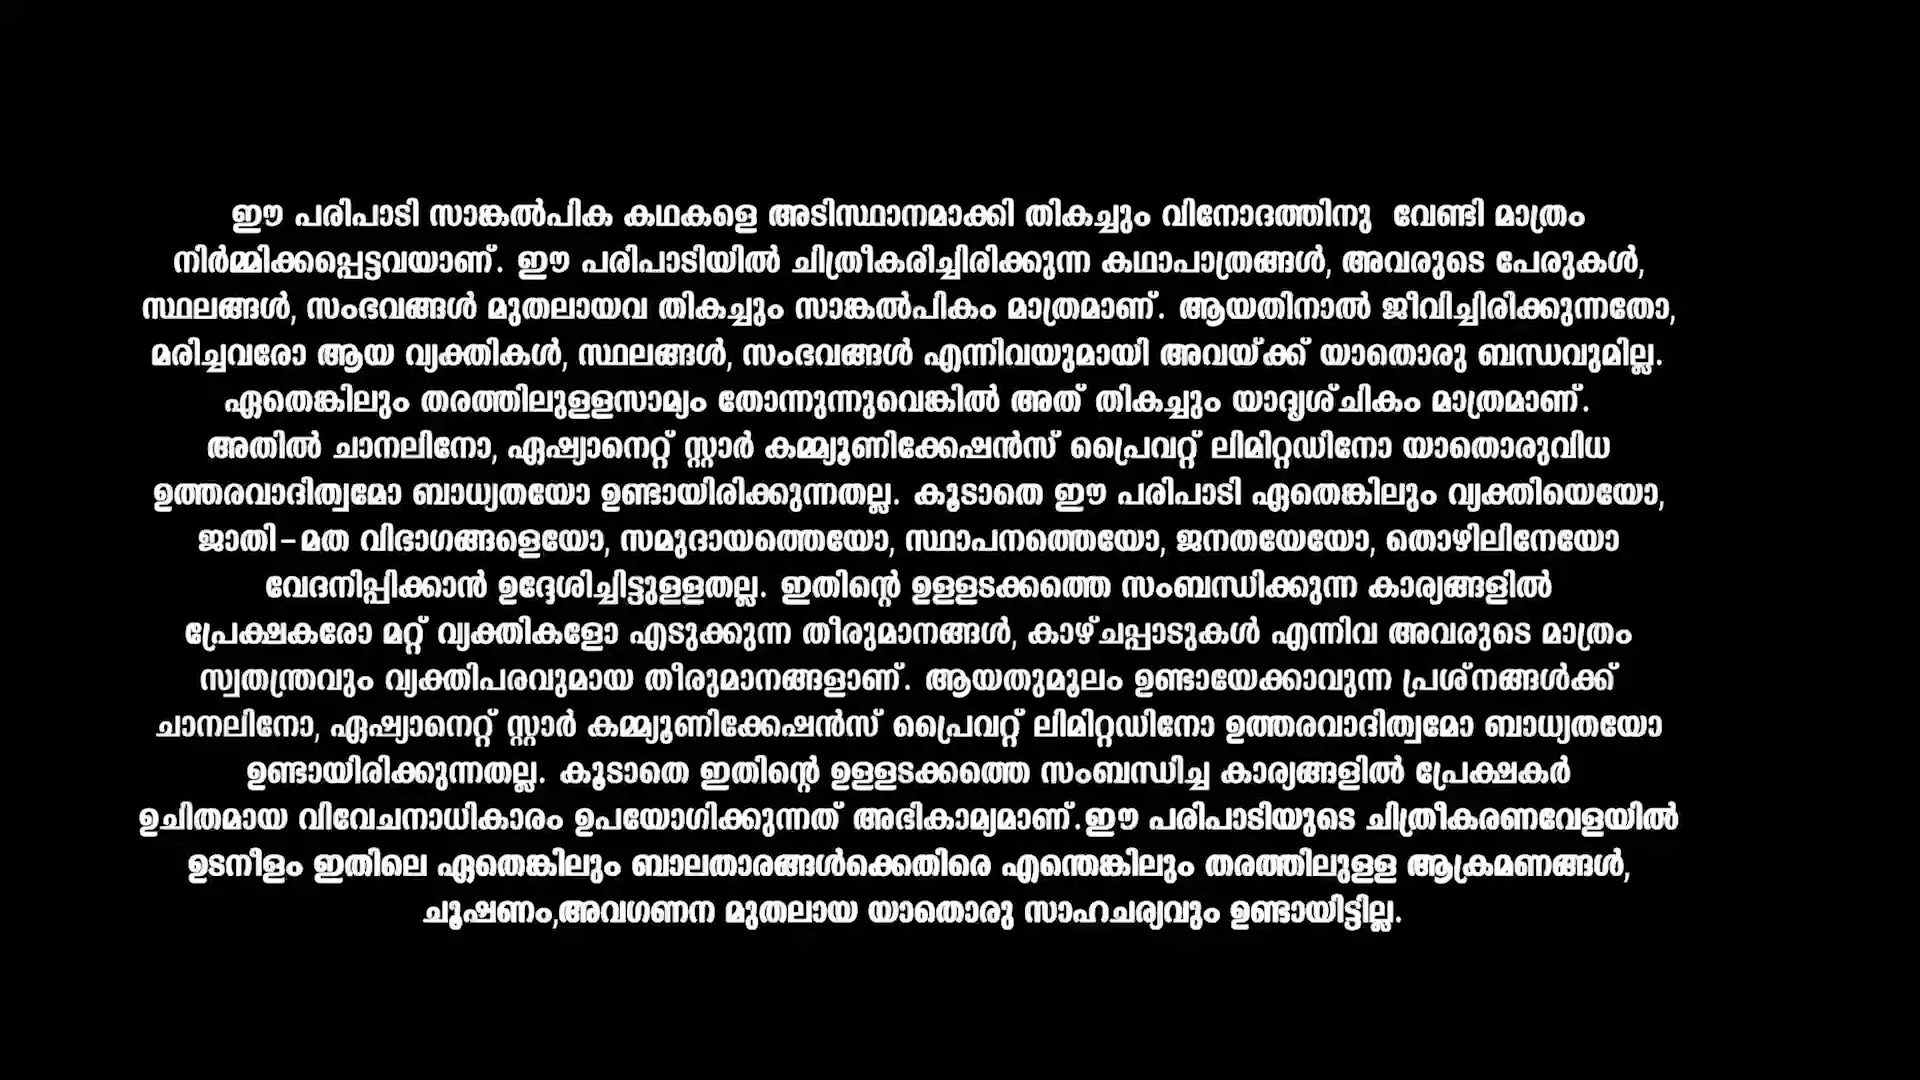 ഈ പരിപാടി സാങ്കൽപിക കഥകളെ അടിസ്ഥാനമാക്കി തികച്ചും വിനോദത്തിനു വേണ്ടി മാത്രം
നിർമ്മിക്കപ്പെട്ടവയാണ്. ഈ പരിപാടിയിൽ ചിത്രീകരിച്ചിരിക്കുന്ന കഥാപാത്രങ്ങൾ, അവരുടെ പേരുകൾ,
സ്ഥലങ്ങൾ, സംഭവങ്ങൾ മുതലായവ തികച്ചും സാങ്കൽപികം മാത്രമാണ്. ആയതിനാൽ ജീവിച്ചിരിക്കുന്നതോ,
മരിച്ചവരോ ആയ വ്യക്തികൾ, സ്ഥലങ്ങൾ, സംഭവങ്ങൾ എന്നിവയുമായി അവയ്ക്ക് യാതൊരു ബന്ധവുമില്ല.
ഏതെങ്കിലും തരത്തിലുളളസാമ്യം തോന്നുന്നുവെങ്കിൽ അത് തികച്ചും യാദൃശ്ചികം മാത്രമാണ്.
അതിൽ ചാനലിനോ, ഏഷ്യാനെറ്റ് സ്റ്റാർ കമ്മ്യൂണിക്കേഷൻസ് പ്രൈവറ്റ് ലിമിറ്റഡിനോ യാതൊരുവിധ
ഉത്തരവാദിത്വമോ ബാധ്യതയോ ഉണ്ടായിരിക്കുന്നതല്ല. കൂടാതെ ഈ പരിപാടി ഏതെങ്കിലും വ്യക്തിയെയോ,
ജാതി-മത വിഭാഗങ്ങളെയോ, സമുദായത്തെയോ, സ്ഥാപനത്തെയോ, ജനതയേയോ, തൊഴിലിനേയോ
വേദനിപ്പിക്കാൻ ഉദ്ദേശിച്ചിട്ടുളളതല്ല. ഇതിന്റെ ഉളളടക്കത്തെ സംബന്ധിക്കുന്ന കാര്യങ്ങളിൽ
പ്രേക്ഷകരോ മറ്റ് വ്യക്തികളോ എടുക്കുന്ന തീരുമാനങ്ങൾ, കാഴ്ചപ്പാടുകൾ എന്നിവ അവരുടെ മാത്രം
സ്വതന്ത്രവും വ്യക്തിപരവുമായ തീരുമാനങ്ങളാണ്. ആയതുമൂലം ഉണ്ടായേക്കാവുന്ന പ്രശ്നങ്ങൾക്ക്
ചാനലിനോ, ഏഷ്യാനെറ്റ് സ്റ്റാർ കമ്മ്യൂണിക്കേഷൻസ് പ്രൈവറ്റ് ലിമിറ്റഡിനോ ഉത്തരവാദിത്വമോ ബാധ്യതയോ
ഉണ്ടായിരിക്കുന്നതല്ല. കൂടാതെ ഇതിന്റെ ഉളളടക്കത്തെ സംബന്ധിച്ച കാര്യങ്ങളിൽ പ്രേക്ഷകർ
ഉചിതമായ വിവേചനാധികാരം ഉപയോഗിക്കുന്നത് അഭികാമ്യമാണ്.ഈ പരിപാടിയുടെ ചിത്രീകരണവേളയിൽ
ഉടനീളം ഇതിലെ ഏതെങ്കിലും ബാലതാരങ്ങൾക്കെതിരെ എന്തെങ്കിലും തരത്തിലുളള ആക്രമണങ്ങൾ,
ചൂഷണം,അവഗണന മുതലായ യാതൊരു സാഹചര്യവും ഉണ്ടായിട്ടില്ല.